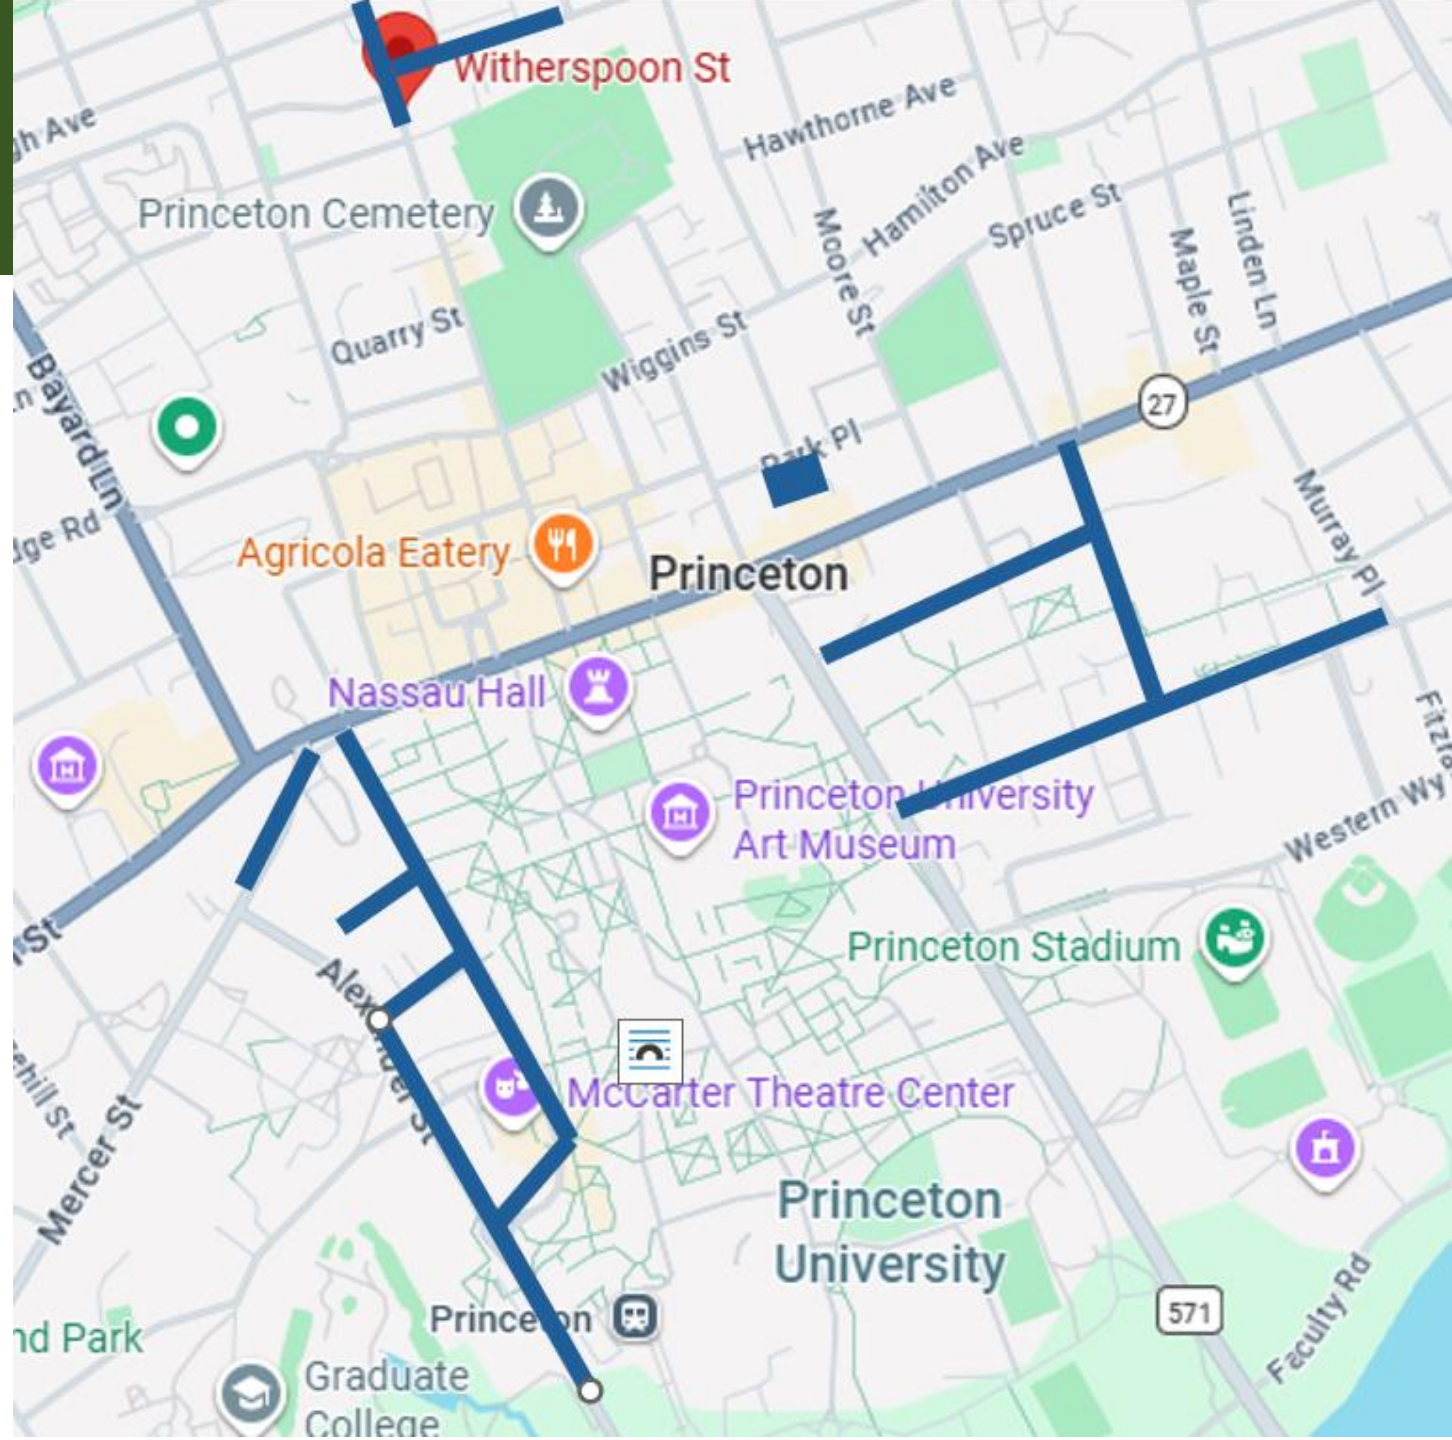 Witherspoon St
gh Ave
Hawthorne Ave
Hamilton Ave
Princeton Cemetery
Spruce St
Moore St
Linden Ln
Maple St
Quarry St
Wiggins St
Bayard Ln
27
Park Pl
dge Rd
Agricola Eatery
Princeton
Murray Pl
Nassau Hall
Princeton University
Art Museum
Western Wy
St
Princeton Stadium
Alexander St
ehill St
McCarter Theatre Center
Mercer St
Princeton
University
Princeton
571
Faculty Rd
nd Park
Graduate
College